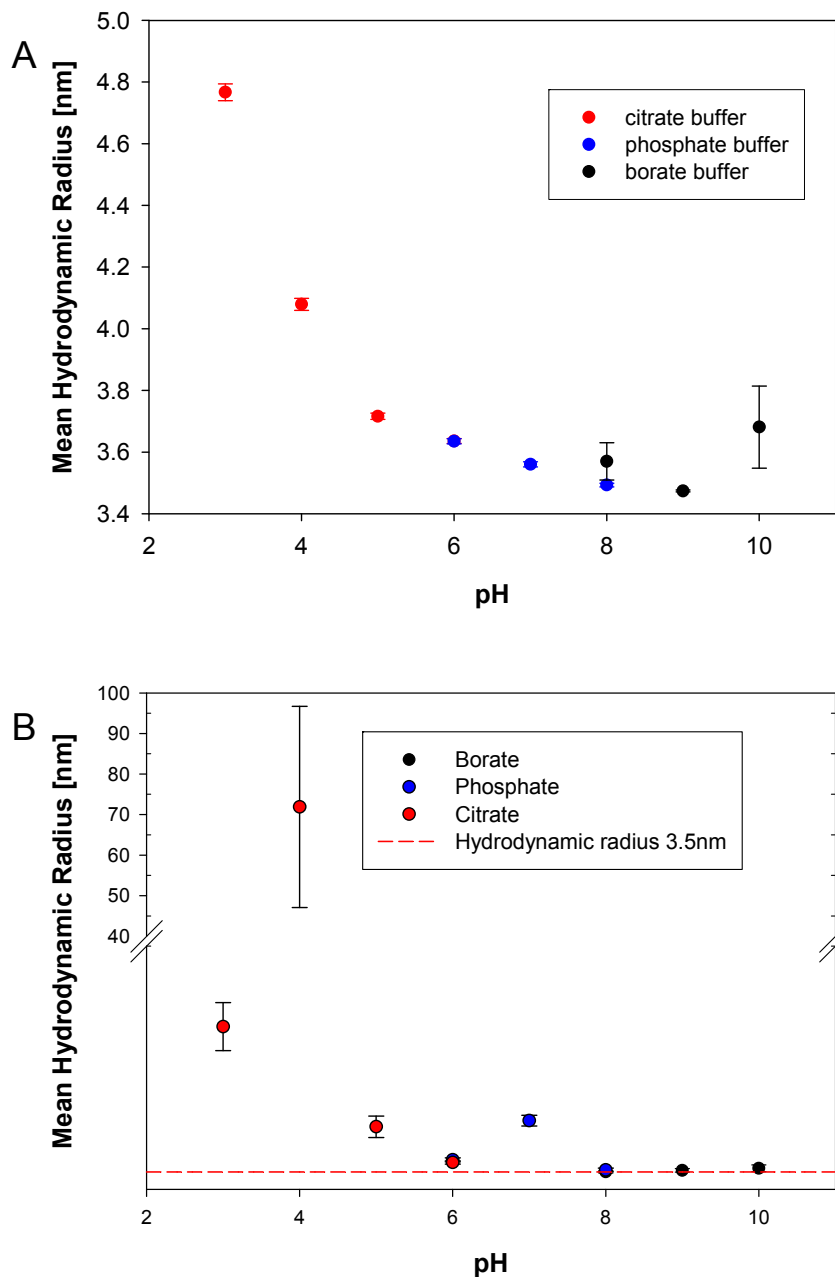 A
Mean Hydrodynamic Radius [nm]
5.0
4.8
4.6
4.4
4.2
4.0
3.8
3.6
3.4
citrate buffer
phosphate buffer
borate buffer
2 4 6 8 10
pH
B
Mean Hydrodynamic Radius [nm]
100
90
80
70
60
50
40
Borate
Phosphate
Citrate
Hydrodynamic radius 3.5nm
2 4 6 8 10
pH